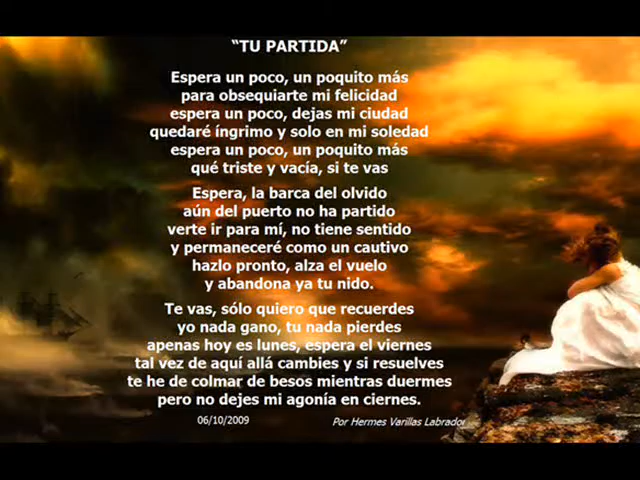 “TU PARTIDA”
Espera un poco, un poquito más
para obsequiarte mi felicidad
espera un poco, dejas mi ciudad
quedaré íngrimo y solo en mi soledad
espera un poco, un poquito más
qué triste y vacía, si te vas
Espera, la barca del olvido
aún del puerto no ha partido
verte ir para mí, no tiene sentido
y permaneceré como un cautivo
hazlo pronto, alza el vuelo
y abandona ya tu nido.
Te vas, sólo quiero que recuerdes
yo nada gano, tu nada pierdes
apenas hoy es lunes, espera el viernes
tal vez de aquí allá cambies y si resuelves
te he de colmar de besos mientras duermes
pero no dejes mi agonía en ciernes.
06/10/2009
Por Hermes Varillas Labrador